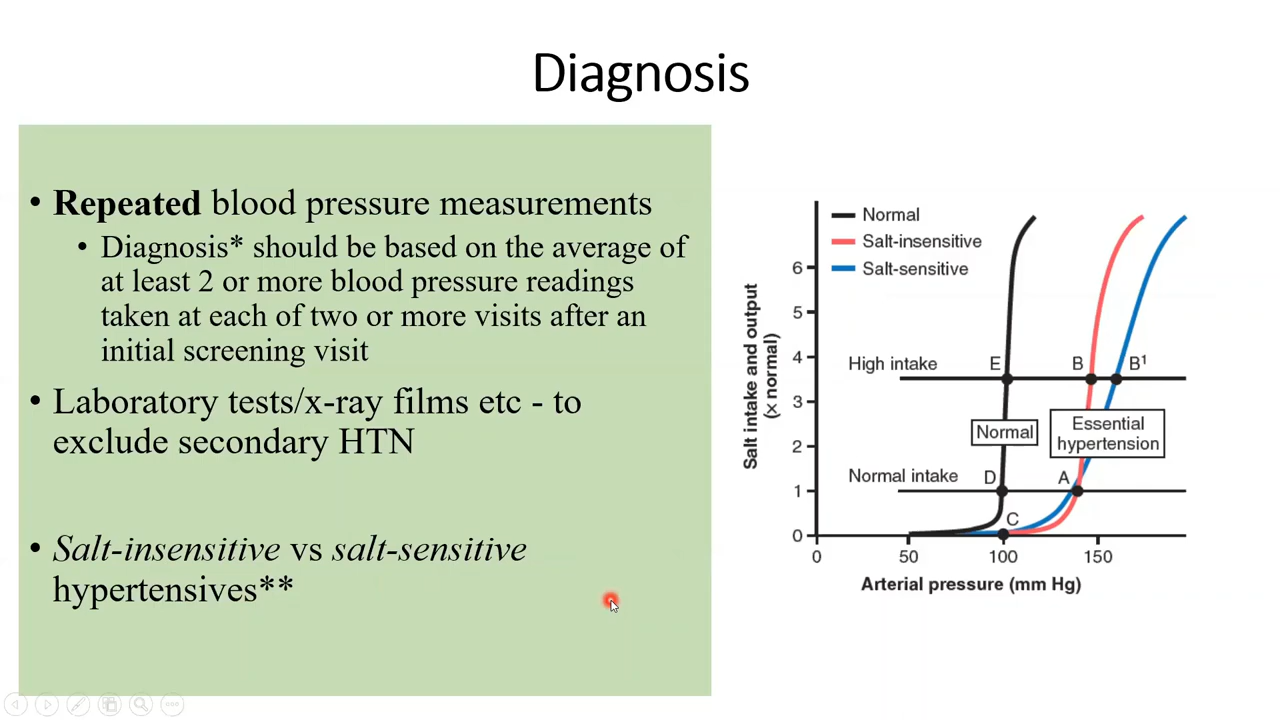 Diagnosis
• Repeated blood pressure measurements
• Diagnosis* should be based on the average of
at least 2 or more blood pressure readings
taken at each of two or more visits after an
initial screening visit
• Laboratory tests/x-ray films etc - to
exclude secondary HTN
• Salt-insensitive vs salt-sensitive
hypertensives**
Normal
Salt-insensitive
Salt-sensitive
Salt intake and output
(× normal)
6
5
4
3
2
1
0
High intake
E
B
B¹
Normal
Essential
hypertension
Normal intake
D
A
C
0
50
100
150
Arterial pressure (mm Hg)